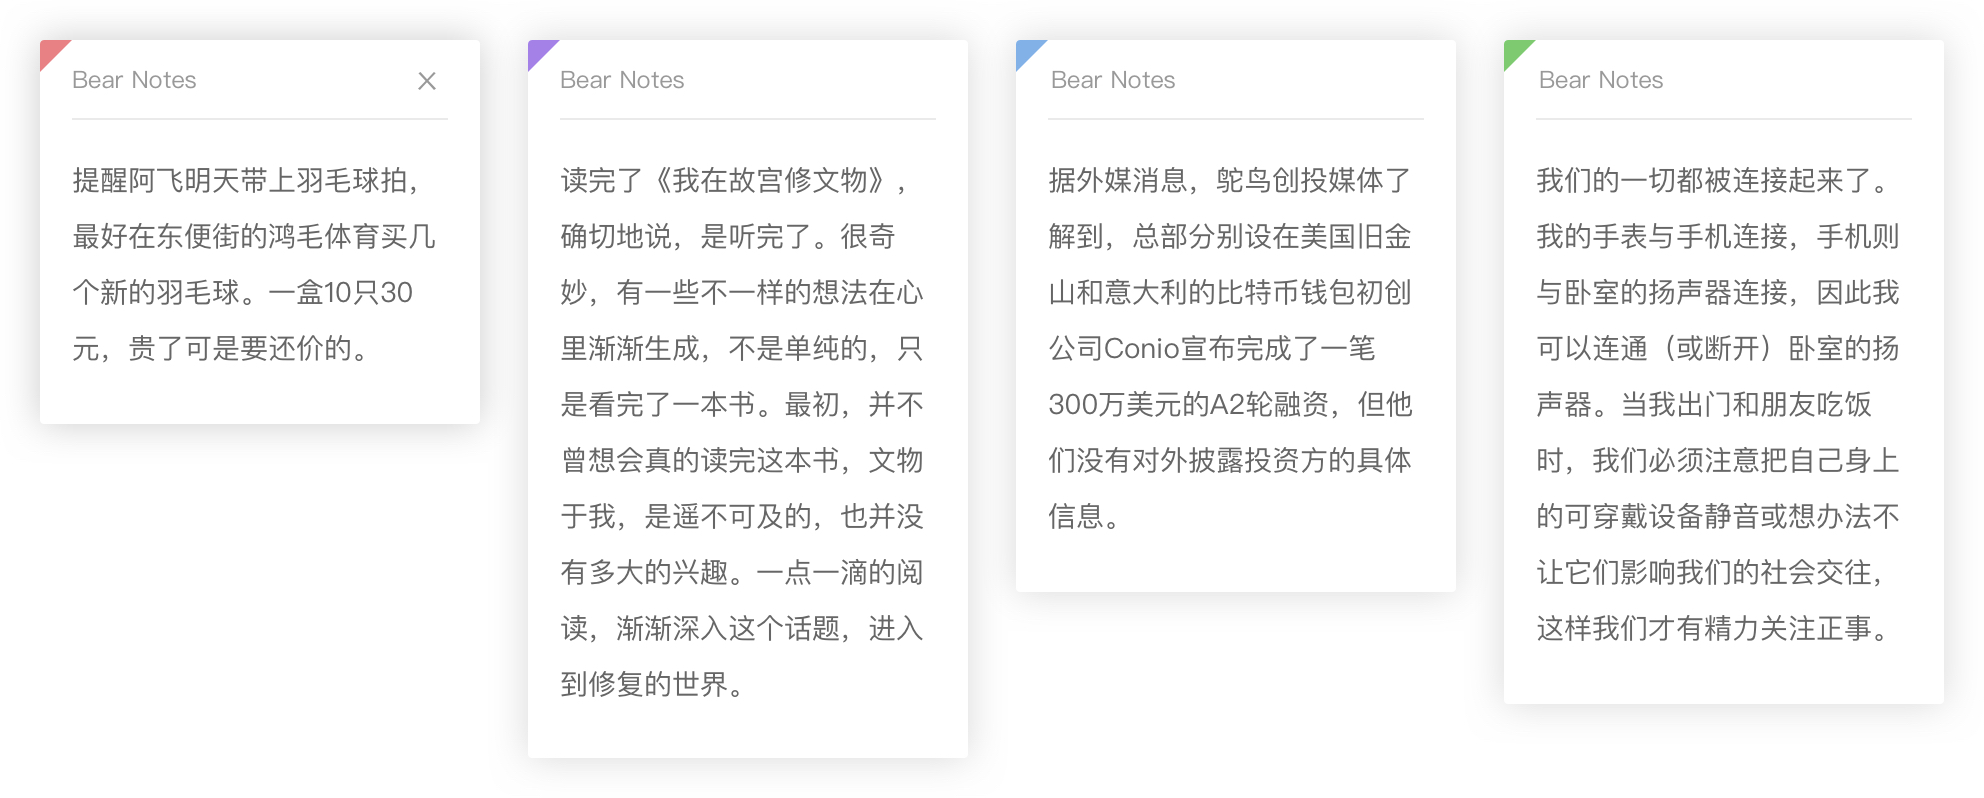 Bear Notes
提醒阿飞明天带上羽毛球拍，
最好在东便街的鸿毛体育买几
个新的羽毛球。一盒10只30
元，贵了可是要还价的。
Bear Notes
读完了《我在故宫修文物》，
确切地说，是听完了。很奇
妙，有一些不一样的想法在心
里渐渐生成，不是单纯的，只
是看完了一本书。最初，并不
曾想会真的读完这本书，文物
于我，是遥不可及的，也并没
有多大的兴趣。一点一滴的阅
读，渐渐深入这个话题，进入
到修复的世界。
Bear Notes
据外媒消息，鸵鸟创投媒体了
解到，总部分别设在美国旧金
山和意大利的比特币钱包初创
公司Conio宣布完成了一笔
300万美元的A2轮融资，但他
们没有对外披露投资方的具体
信息。
Bear Notes
我们的一切都被连接起来了。
我的手表与手机连接，手机则
与卧室的扬声器连接，因此我
可以连通（或断开）卧室的扬
声器。当我出门和朋友吃饭
时，我们必须注意把自己身上
的可穿戴设备静音或想办法不
让它们影响我们的社会交往，
这样我们才有精力关注正事。